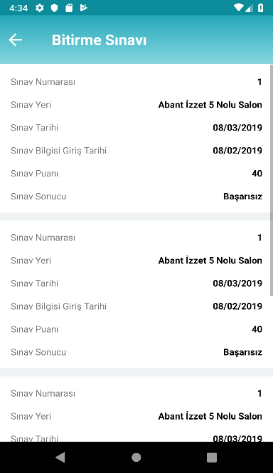 4:34
Bitirme Sınavı
Sınav Numarası 1
Sınav Yeri Abant İzzet 5 Nolu Salon
Sınav Tarihi 08/03/2019
Sınav Bilgisi Giriş Tarihi 08/02/2019
Sınav Puanı 40
Sınav Sonucu Başarısız
Sınav Numarası 1
Sınav Yeri Abant İzzet 5 Nolu Salon
Sınav Tarihi 08/03/2019
Sınav Bilgisi Giriş Tarihi 08/02/2019
Sınav Puanı 40
Sınav Sonucu Başarısız
Sınav Numarası 1
Sınav Yeri Abant İzzet 5 Nolu Salon
Sınav Tarihi 08/03/2019